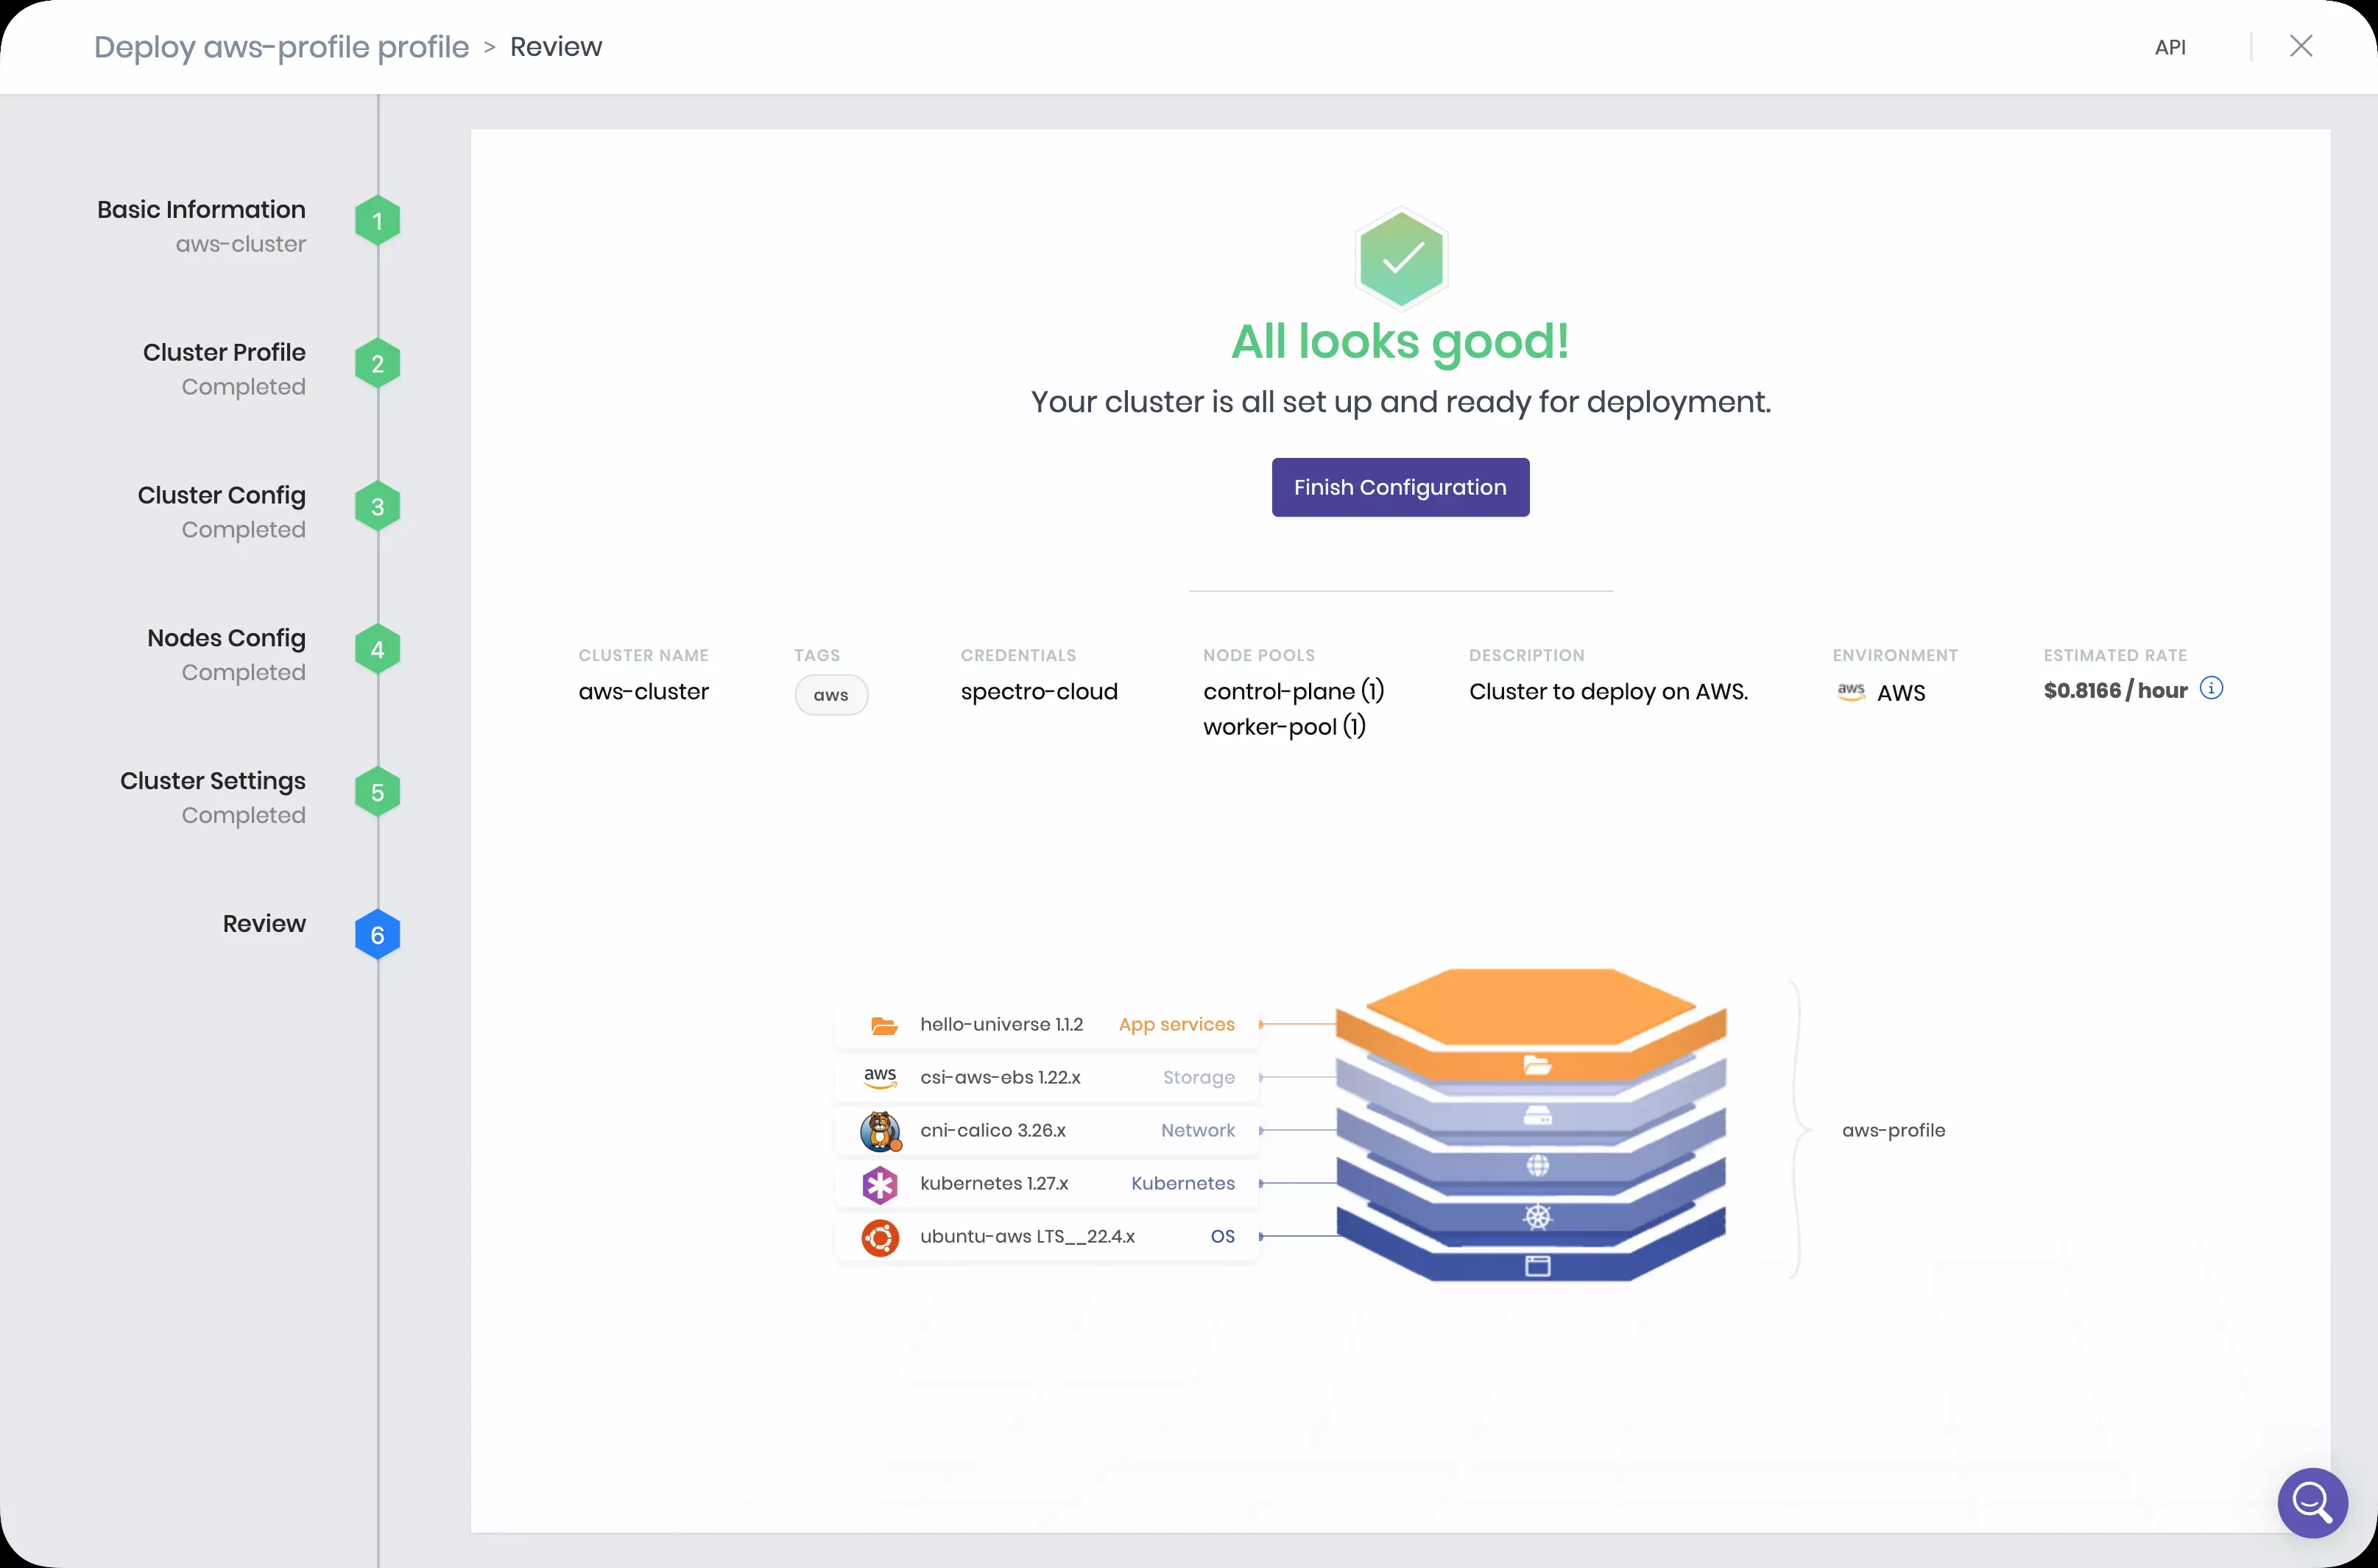 Deploy aws-profile profile > Review
API
Basic Information
aws-cluster
1
Cluster Profile
Completed
2
Cluster Config
Completed
3
Nodes Config
Completed
4
Cluster Settings
Completed
5
Review
6
All looks good!
Your cluster is all set up and ready for deployment.
Finish Configuration
CLUSTER NAME
aws-cluster
TAGS
aws
CREDENTIALS
spectro-cloud
NODE POOLS
control-plane (1)
worker-pool (1)
DESCRIPTION
Cluster to deploy on AWS.
ENVIRONMENT
aws AWS
ESTIMATED RATE
$0.8166 / hour
hello-universe 1.1.2 App services
aws csi-aws-ebs 1.22.x Storage
cni-calico 3.26.x Network
kubernetes 1.27.x Kubernetes
ubuntu-aws LTS__22.4.x OS
aws-profile